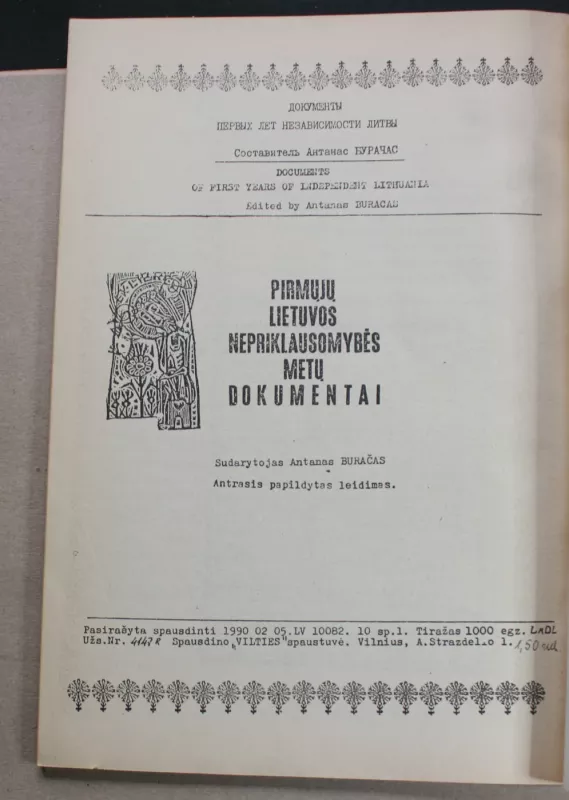 ДОКУМЕНТЫ
ПЕРВЫХ ЛЕТ НЕЗАВИСИМОСТИ ЛИТВЫ
Составитель Антанас БУРАЧАС
DOCUMENTS
OF FIRST YEARS OF INDEPENDENT LITHUANIA
Edited by Antanas BURACAS
PIRMŲJŲ
LIETUVOS
NEPRIKLAUSOMYBĖS
METŲ
DOKUMENTAI
Sudarytojas Antanas BURAČAS
Antrasis papildytas leidimas.
Pasirašyta spausdinti 1990 02 05.LV 10082. 10 sp.l. Tiražas 1000 egz.
Užs.Nr. Spausdino „VILTIES" spaustuvė. Vilnius, A.Strazdelio 1. 1,50 rub.